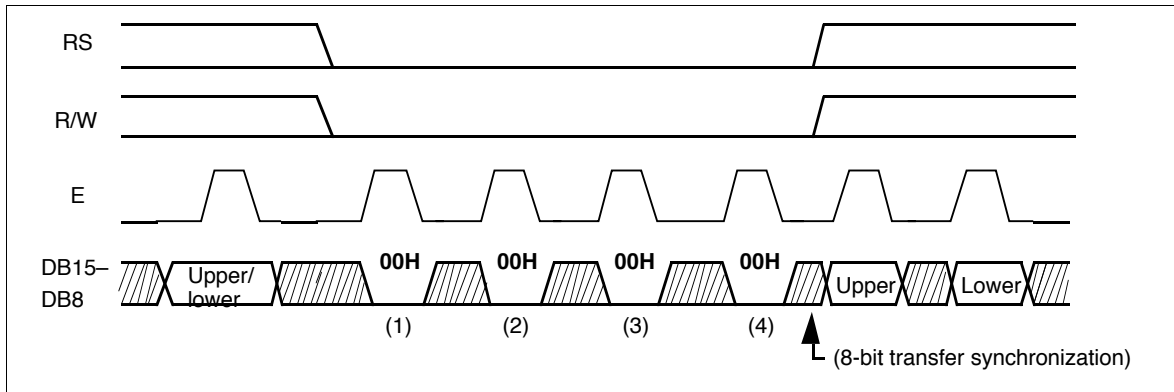 RS
R/W
E
DB15–
DB8
Upper/
lower
00H 00H 00H 00H
Upper Lower
(1) (2) (3) (4)
(8-bit transfer synchronization)